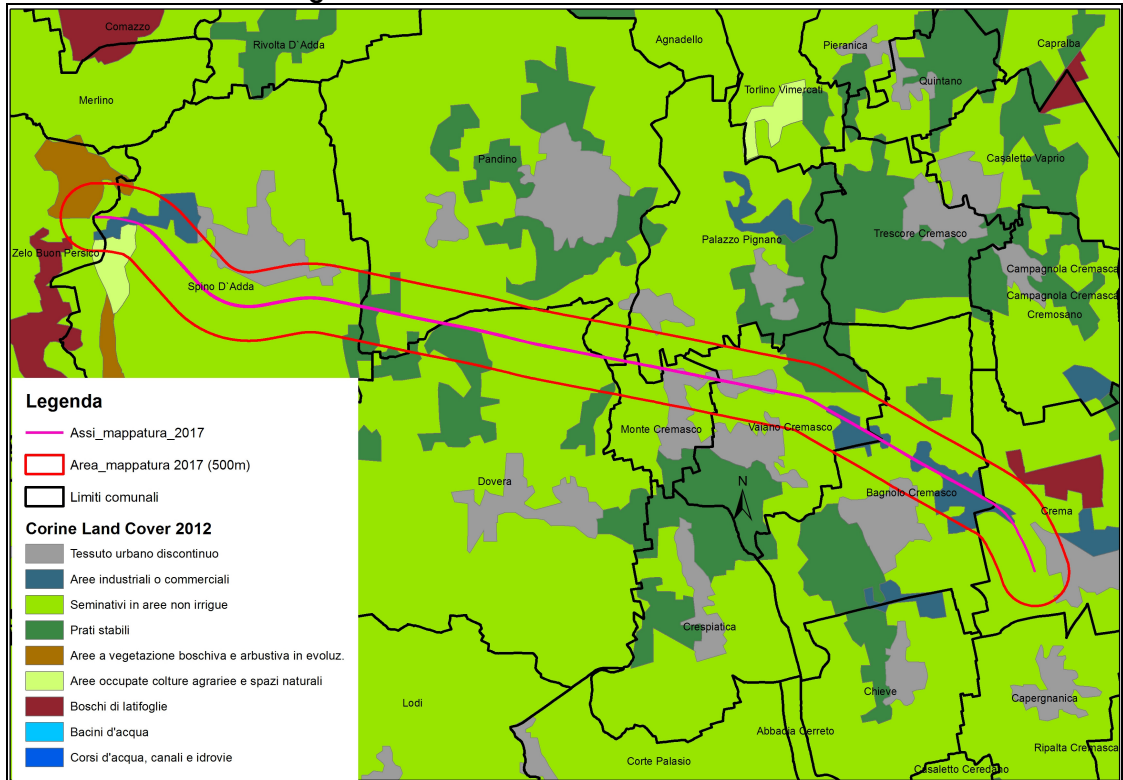 Comazzo
Rivolta D`Adda
Agnadello
Pieranica
Capralba
Quintano
Torlino Vimercati
Merlino
Pandino
Casaletto Vaprio
Palazzo Pignano
Trescore Cremasco
Zelo Buon Persico
Campagnola Cremasca
Spino D`Adda
Campagnola Cremasca
Cremosano
Legenda
Assi_mappatura_2017
Area_mappatura 2017 (500m)
Limiti comunali
Corine Land Cover 2012
Tessuto urbano discontinuo
Aree industriali o commerciali
Seminativi in aree non irrigue
Prati stabili
Aree a vegetazione boschiva e arbustiva in evoluz.
Aree occupate colture agrariee e spazi naturali
Boschi di latifoglie
Bacini d'acqua
Corsi d'acqua, canali e idrovie
Monte Cremasco
Vaiano Cremasco
Dovera
N
Bagnolo Cremasco
Crema
Crespiatica
Chieve
Capergnanica
Lodi
Abbadia Cerreto
Ripalta Cremasca
Corte Palasio
Casaletto Ceredano